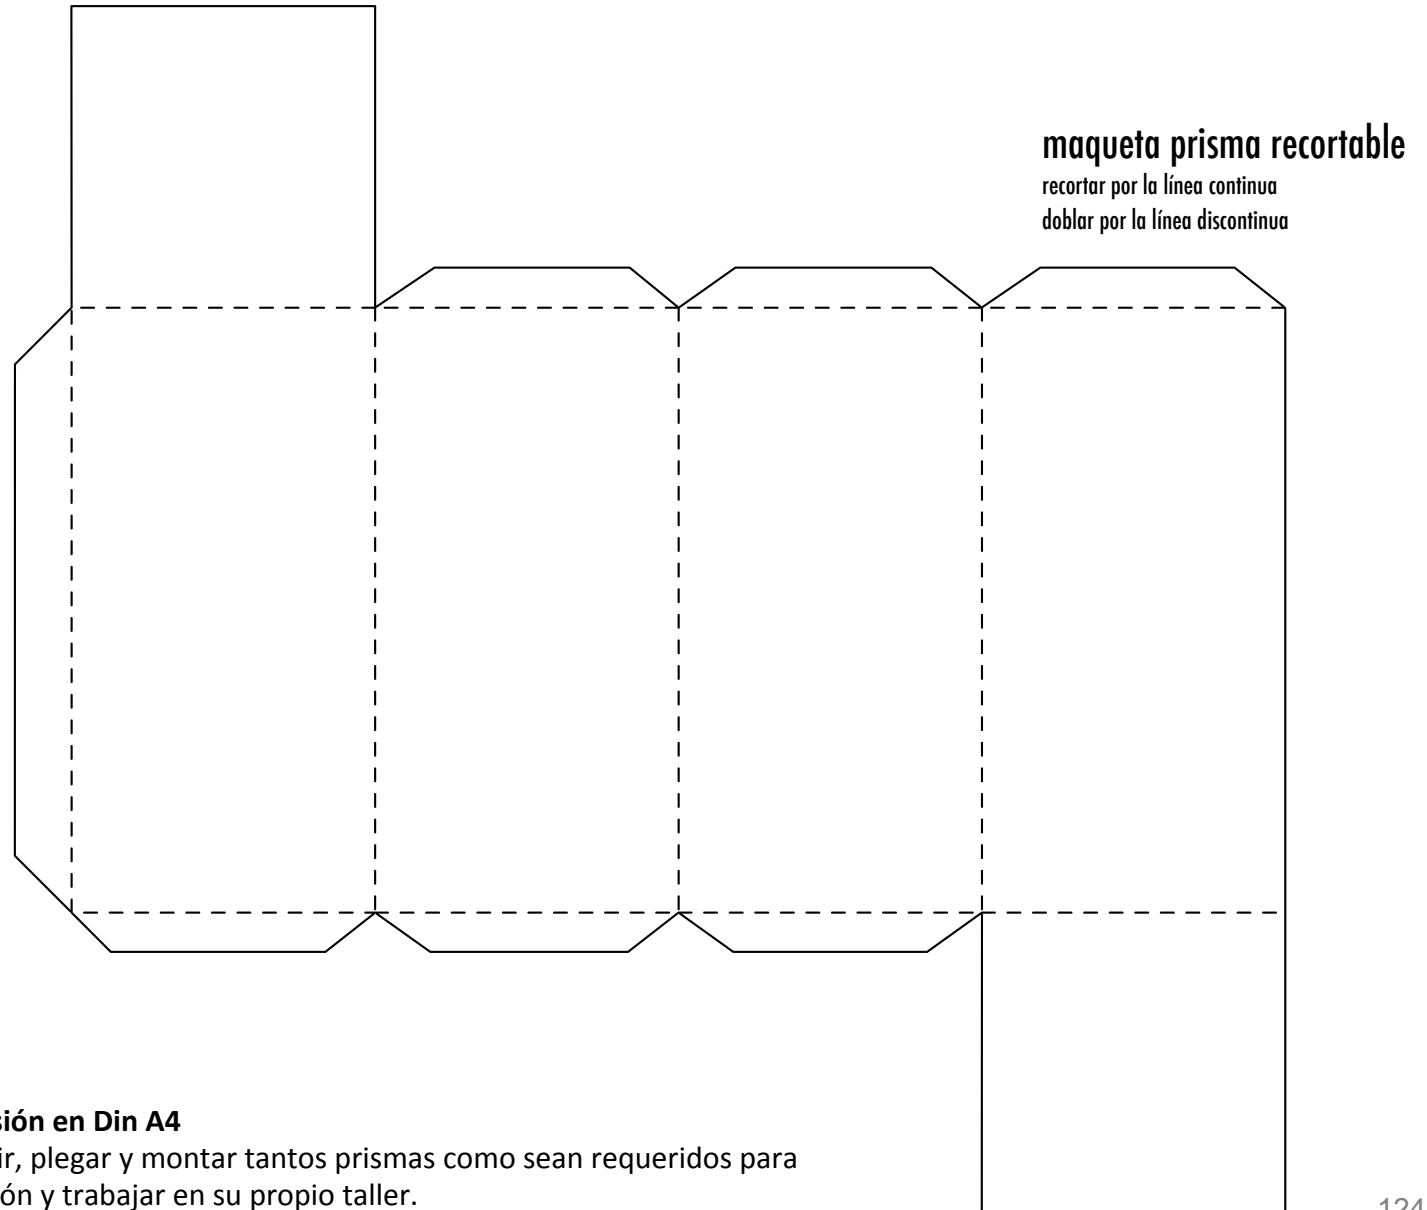 maqueta prisma recortable
recortar por la línea continua
doblar por la línea discontinua
sión en Din A4
ir, plegar y montar tantos prismas como sean requeridos para
ón y trabajar en su propio taller.
124